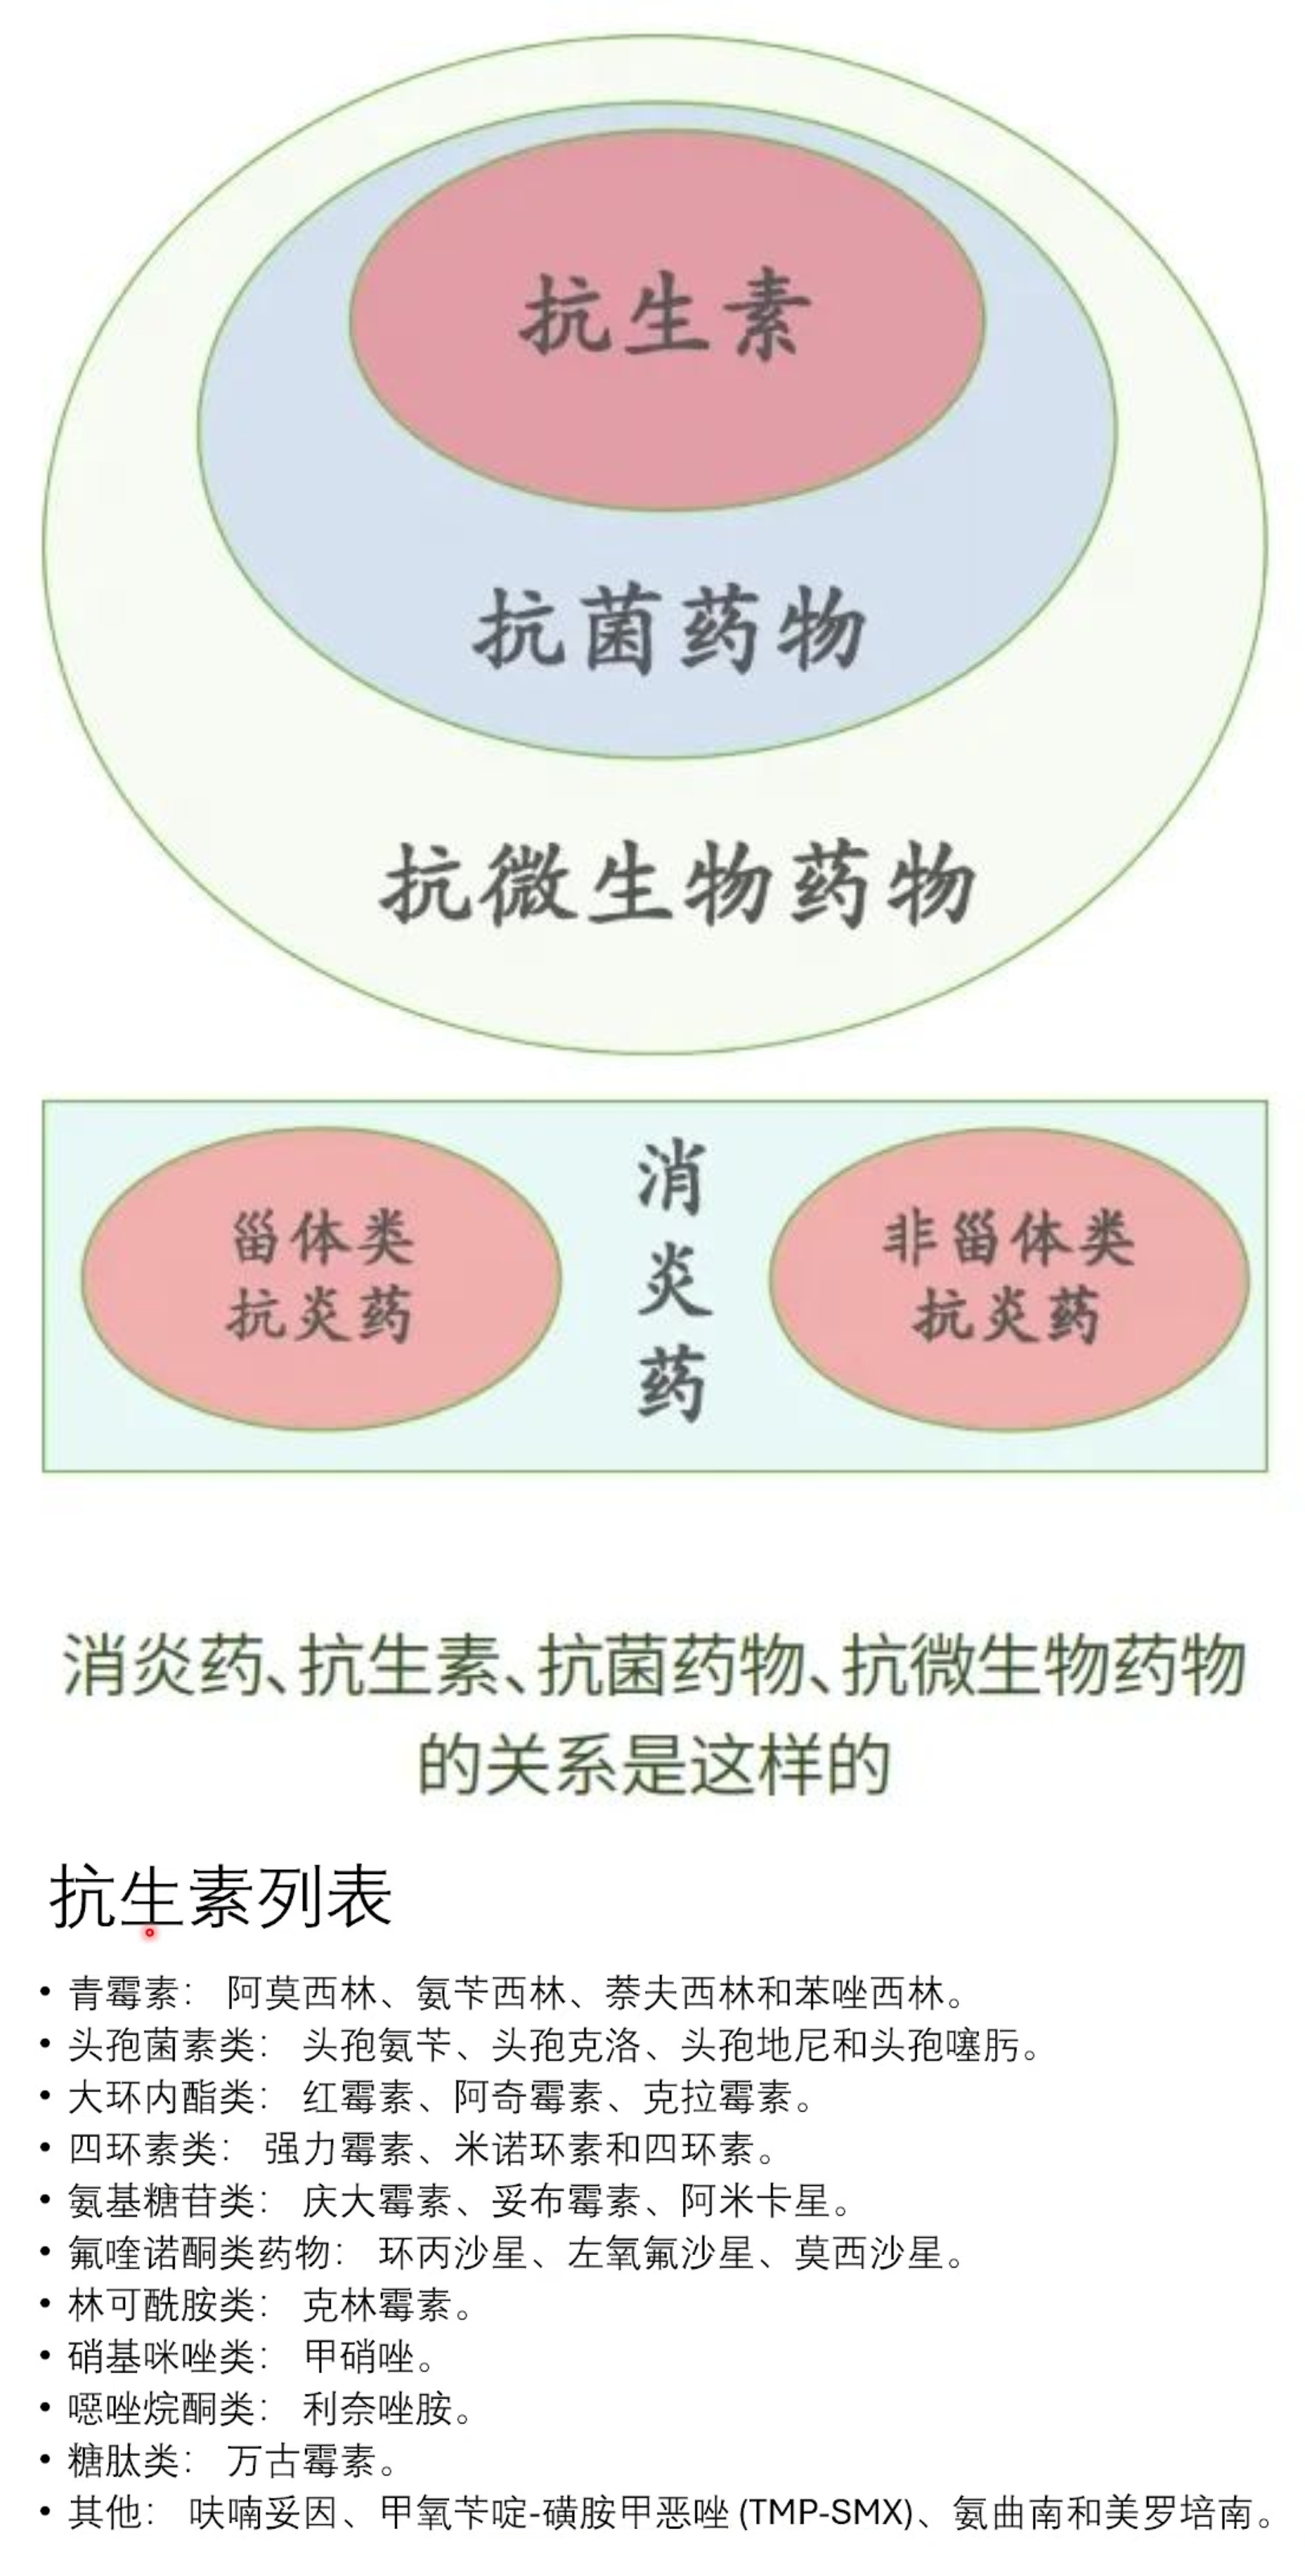 抗生素
抗菌药物
抗微生物药物
甾体类
抗炎药
消
炎
药
非甾体类
抗炎药
消炎药、抗生素、抗菌药物、抗微生物药物
的关系是这样的
抗生素列表
• 青霉素： 阿莫西林、氨苄西林、萘夫西林和苯唑西林。
• 头孢菌素类： 头孢氨苄、头孢克洛、头孢地尼和头孢噻肟。
• 大环内酯类： 红霉素、阿奇霉素、克拉霉素。
• 四环素类： 强力霉素、米诺环素和四环素。
• 氨基糖苷类： 庆大霉素、妥布霉素、阿米卡星。
• 氟喹诺酮类药物： 环丙沙星、左氧氟沙星、莫西沙星。
• 林可酰胺类： 克林霉素。
• 硝基咪唑类： 甲硝唑。
• 噁唑烷酮类： 利奈唑胺。
• 糖肽类： 万古霉素。
• 其他： 呋喃妥因、甲氧苄啶-磺胺甲恶唑 (TMP-SMX)、氨曲南和美罗培南。